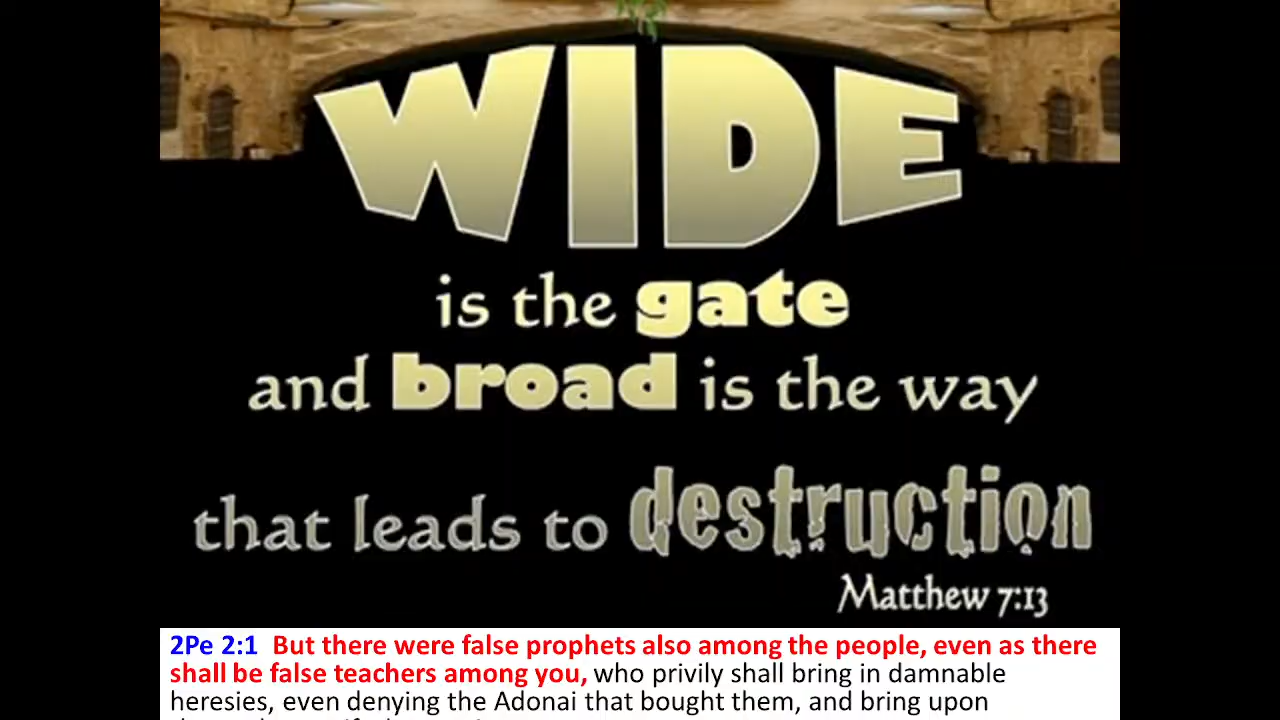 WIDE
is the gate
and broad is the way
that leads to destruction
Matthew 7:13
2Pe 2:1 But there were false prophets also among the people, even as there
shall be false teachers among you, who privily shall bring in damnable
heresies, even denying the Adonai that bought them, and bring upon